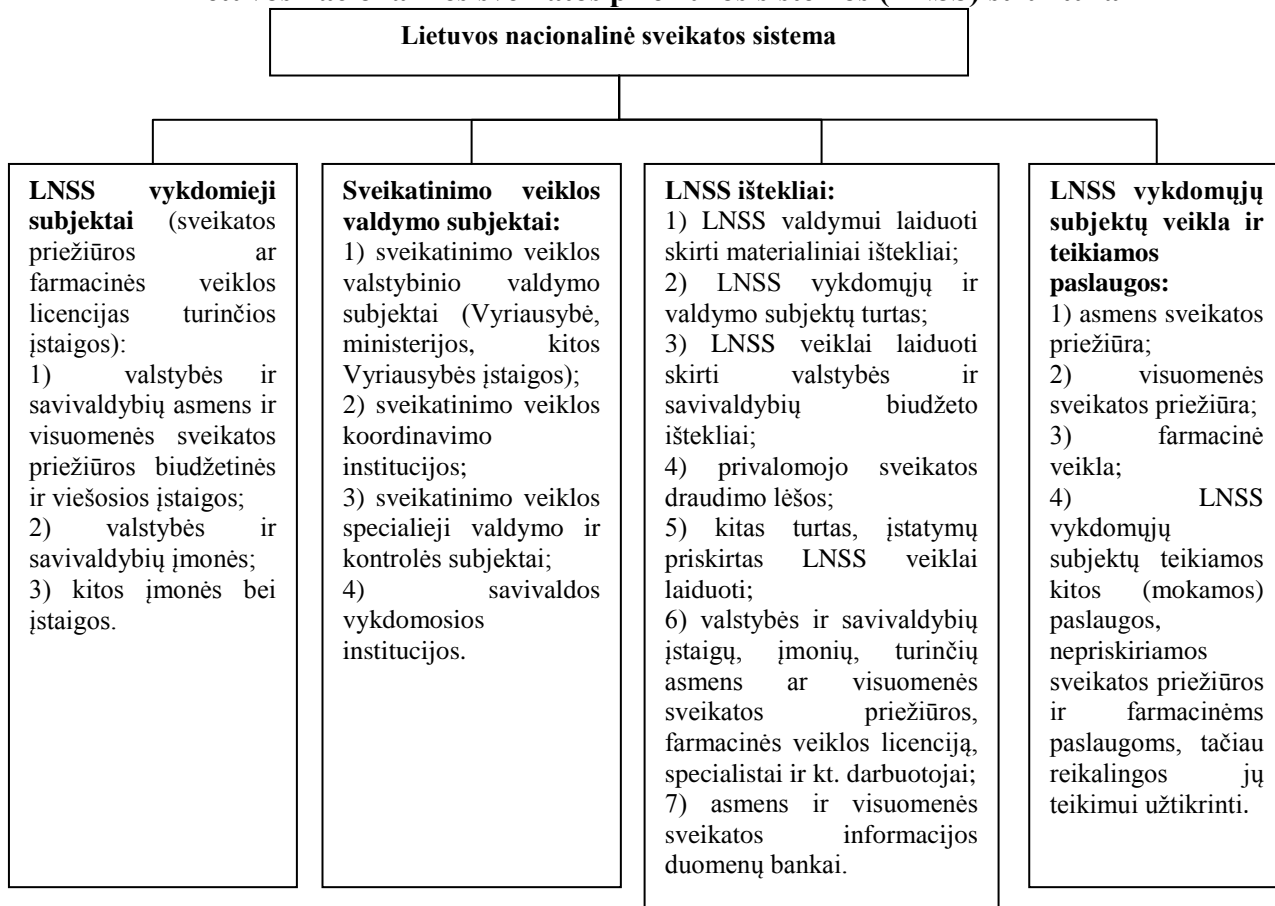 Lietuvos nacionalinė sveikatos sistema
LNSS vykdomieji
subjektai (sveikatos
priežiūros ar
farmacinės veiklos
licencijas turinčios
įstaigos):
1) valstybės ir
savivaldybių asmens ir
visuomenės sveikatos
priežiūros biudžetinės
ir viešosios įstaigos;
2) valstybės ir
savivaldybių įmonės;
3) kitos įmonės bei
įstaigos.
Sveikatinimo veiklos
valdymo subjektai:
1) sveikatinimo veiklos
valstybinio valdymo
subjektai (Vyriausybė,
ministerijos, kitos
Vyriausybės įstaigos);
2) sveikatinimo veiklos
koordinavimo
institucijos;
3) sveikatinimo veiklos
specialieji valdymo ir
kontrolės subjektai;
4) savivaldos
vykdomosios
institucijos.
LNSS ištekliai:
1) LNSS valdymui laiduoti
skirti materialiniai ištekliai;
2) LNSS vykdomųjų ir
valdymo subjektų turtas;
3) LNSS veiklai laiduoti
skirti valstybės ir
savivaldybių biudžeto
ištekliai;
4) privalomojo sveikatos
draudimo lėšos;
5) kitas turtas, įstatymų
priskirtas LNSS veiklai
laiduoti;
6) valstybės ir savivaldybių
įstaigų, įmonių, turinčių
asmens ar visuomenės
sveikatos priežiūros,
farmacinės veiklos licenciją,
specialistai ir kt. darbuotojai;
7) asmens ir visuomenės
sveikatos informacijos
duomenų bankai.
LNSS vykdomųjų
subjektų veikla ir
teikiamos
paslaugos:
1) asmens sveikatos
priežiūra;
2) visuomenės
sveikatos priežiūra;
3) farmacinė
veikla;
4) LNSS
vykdomųjų
subjektų teikiamos
kitos (mokamos)
paslaugos,
nepriskiriamos
sveikatos priežiūros
ir farmacinėms
paslaugoms, tačiau
reikalingos jų
teikimui užtikrinti.